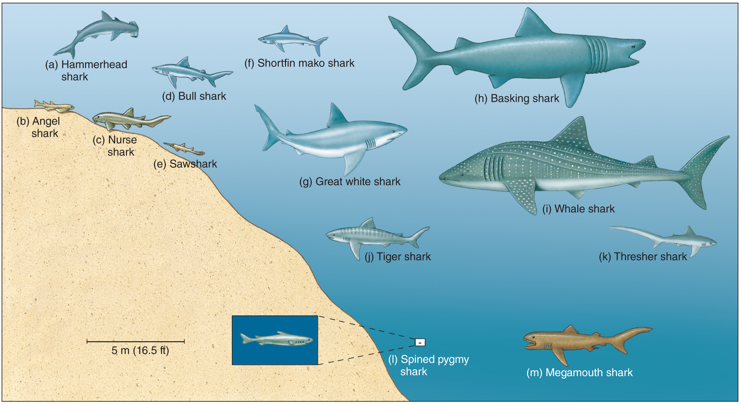 (a) Hammerhead
shark
(d) Bull shark
(f) Shortfin mako shark
(h) Basking shark
(b) Angel
shark
(c) Nurse
shark
(e) Sawshark
(g) Great white shark
(i) Whale shark
(j) Tiger shark
(k) Thresher shark
5 m (16.5 ft)
(l) Spined pygmy
shark
(m) Megamouth shark